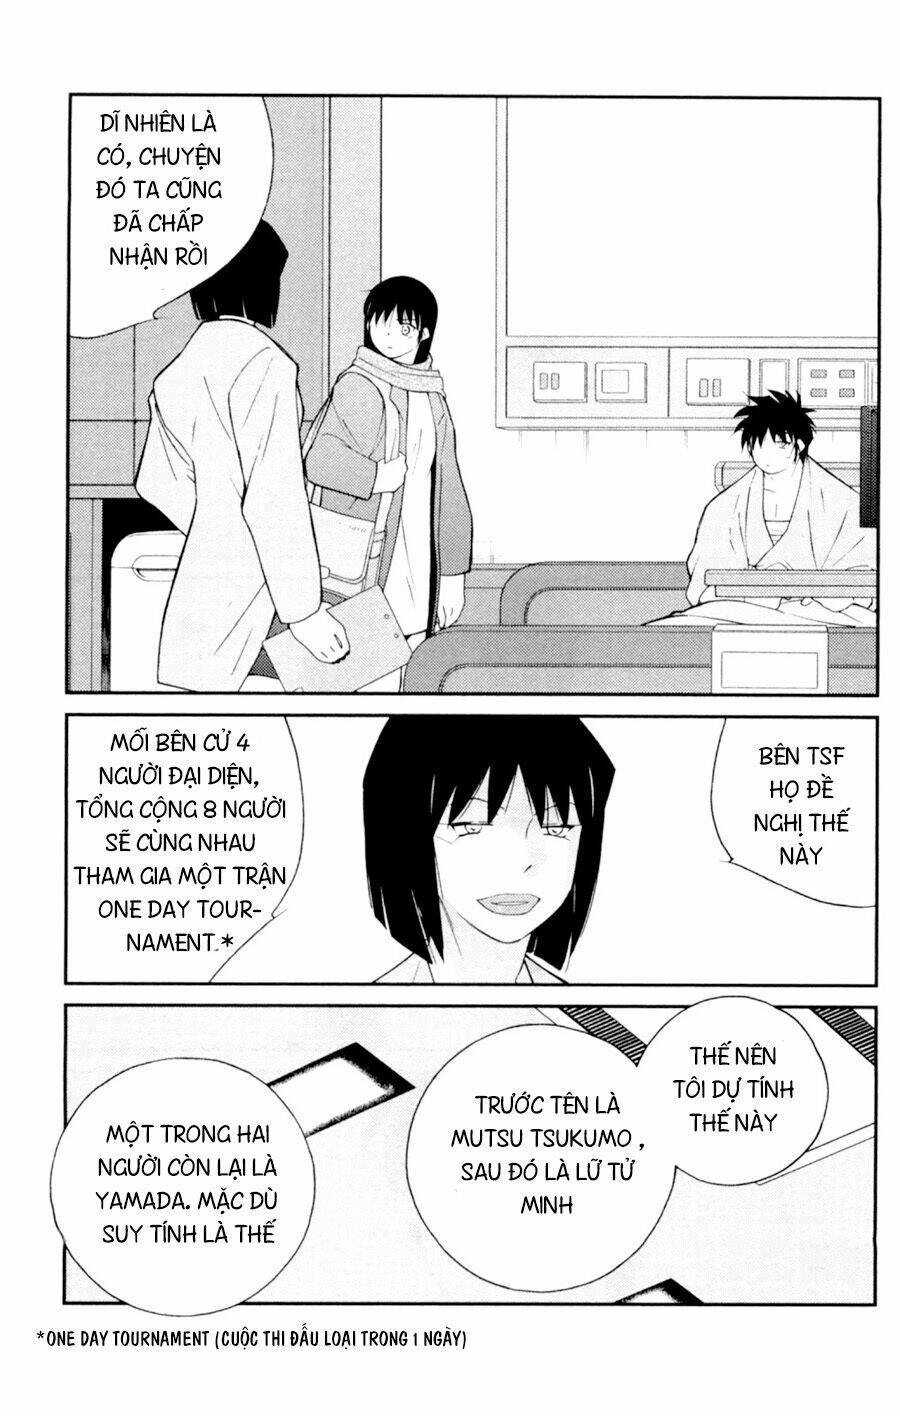 DĨ NHIÊN LÀ
CÓ, CHUYỆN
ĐÓ TA CŨNG
ĐÃ CHẤP
NHẬN RỒI
BÊN TSF
HỌ ĐỀ
NGHỊ THẾ
NÀY
MỖI BÊN CỬ 4
NGƯỜI ĐẠI DIỆN,
TỔNG CỘNG 8 NGƯỜI
SẼ CÙNG NHAU
THAM GIA MỘT TRẬN
ONE DAY TOUR-
NAMENT.*
THẾ NÊN
TÔI DỰ TÍNH
THẾ NÀY
TRƯỚC TÊN LÀ
MUTSU TSUKUMO ,
SAU ĐÓ LÀ LỮ TỬ
MINH
MỘT TRONG HAI
NGƯỜI CÒN LẠI LÀ
YAMADA. MẶC DÙ
SUY TÍNH LÀ THẾ
*ONE DAY TOURNAMENT (CUỘC THI ĐẤU LOẠI TRONG 1 NGÀY)